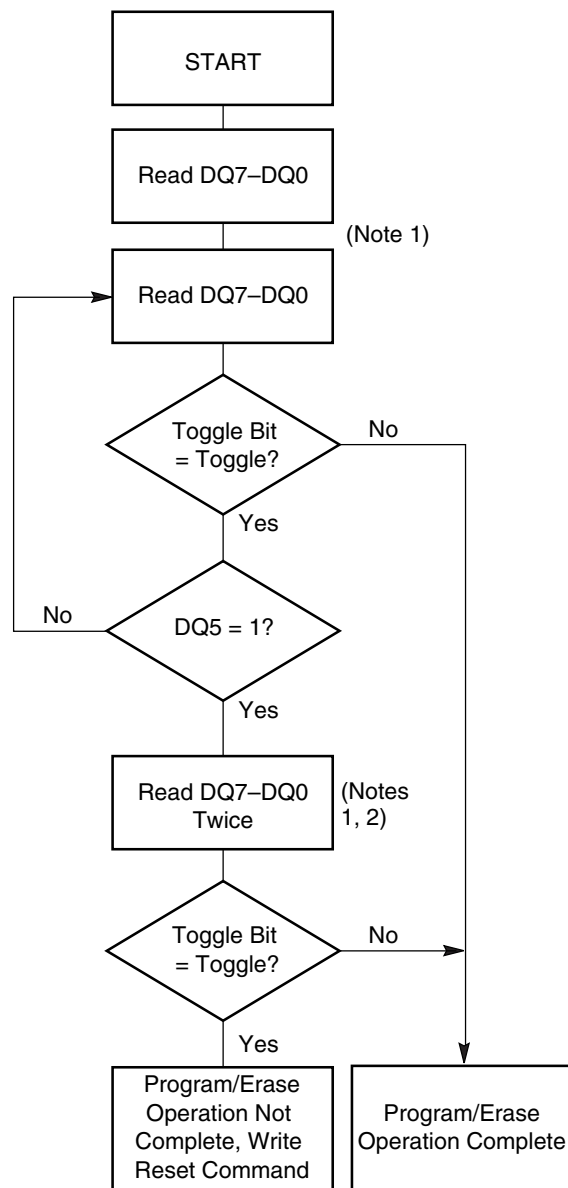 START
Read DQ7–DQ0
(Note 1)
Read DQ7–DQ0
Toggle Bit
= Toggle?
No
Yes
No
DQ5 = 1?
Yes
Read DQ7–DQ0
Twice
(Notes
1, 2)
Toggle Bit
= Toggle?
No
Yes
Program/Erase
Operation Not
Complete, Write
Reset Command
Program/Erase
Operation Complete